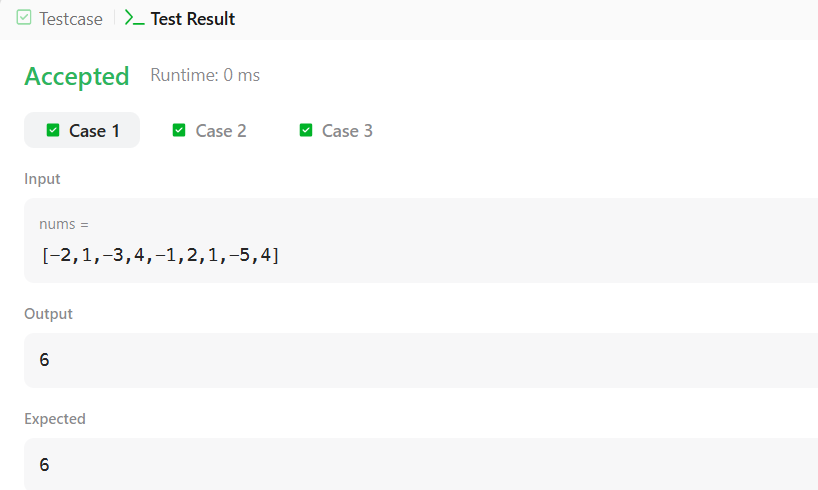 Testcase Test Result
Accepted Runtime: 0 ms
Case 1 Case 2 Case 3
Input
nums =
[-2,1,-3,4,-1,2,1,-5,4]
Output
6
Expected
6